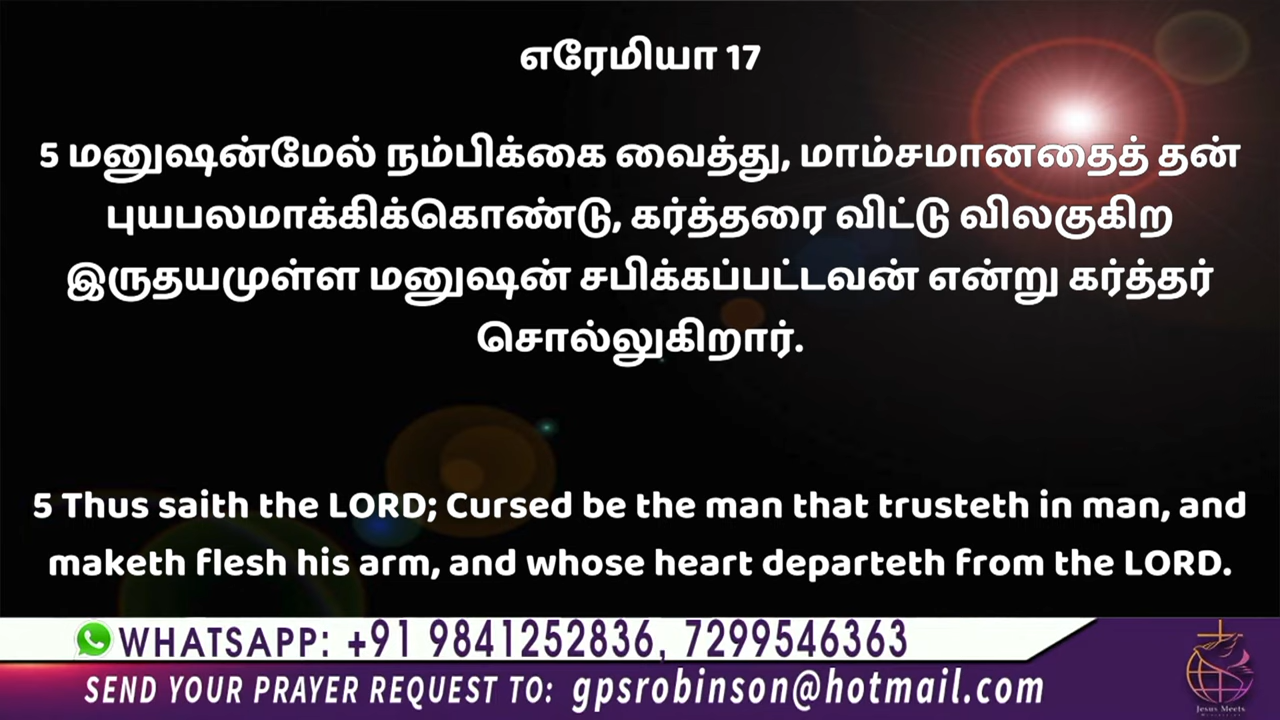 எரேமியா 17
5 மனுஷன்மேல் நம்பிக்கை வைத்து, மாம்சமானதைத் தன்
புயபலமாக்கிக்கொண்டு, கர்த்தரை விட்டு விலகுகிற
இருதயமுள்ள மனுஷன் சபிக்கப்பட்டவன் என்று கர்த்தர்
சொல்லுகிறார்.
5 Thus saith the LORD; Cursed be the man that trusteth in man, and
maketh flesh his arm, and whose heart departeth from the LORD.
WHATSAPP: +91 9841252836, 7299546363
SEND YOUR PRAYER REQUEST TO: gpsrobinson@hotmail.com
Jesus Meets